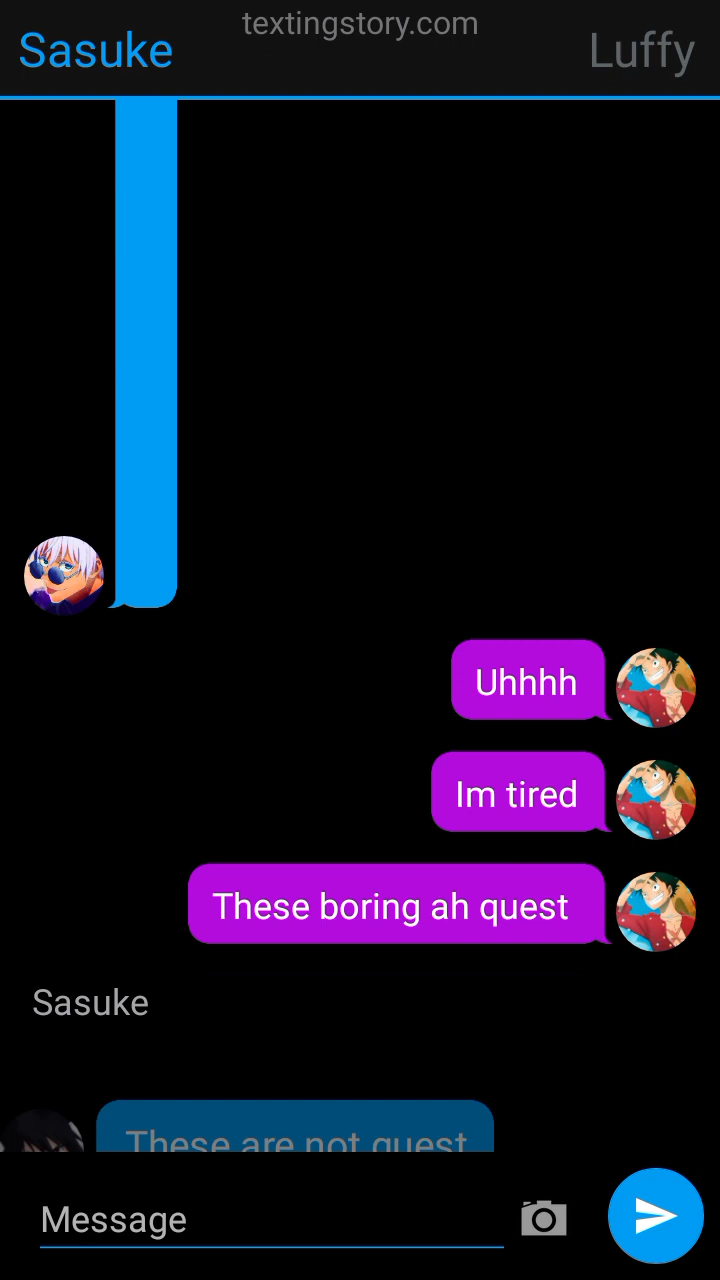 textingstory.com
Sasuke
Luffy
Uhhhh
Im tired
These boring ah quest
Sasuke
These are not quest
Message